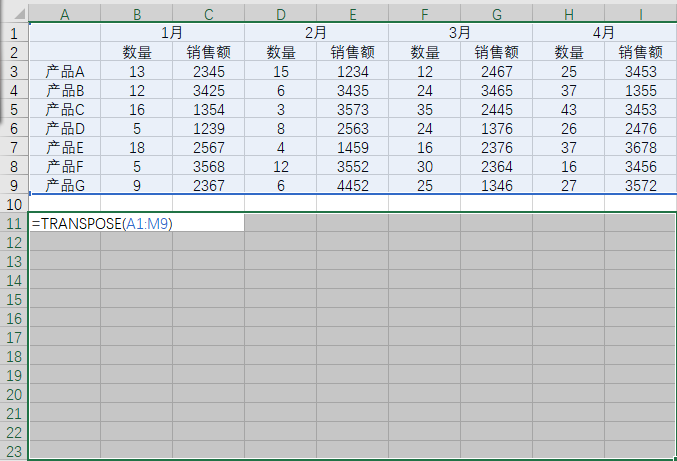 A B C D E F G H I
1 1月 2月 3月 4月
2 数量 销售额 数量 销售额 数量 销售额 数量 销售额
3 产品A 13 2345 15 1234 12 2467 25 3453
4 产品B 12 3425 6 3435 24 3465 37 1355
5 产品C 16 1354 3 3573 35 2445 43 3453
6 产品D 5 1239 8 2563 24 1376 26 2476
7 产品E 18 2567 4 1459 16 2376 37 3678
8 产品F 5 3568 12 3552 30 2364 16 3456
9 产品G 9 2367 6 4452 25 1346 27 3572
10
11 =TRANSPOSE(A1:M9)
12
13
14
15
16
17
18
19
20
21
22
23